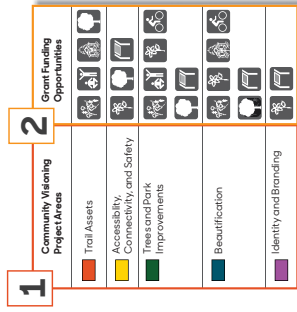 1
Community Visioning
Project Areas
2
Grant Funding
Opportunities
Trail Assets
Accessiblity,
Connectivity, and Safety
Trees and Park
Improvements
Beautification
Identity and Branding